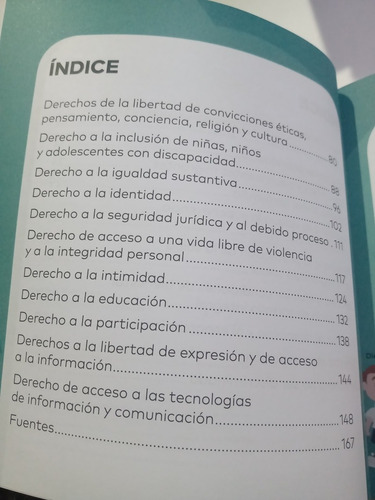 ÍNDICE
Derechos de la libertad de convicciones éticas,
pensamiento, conciencia, religión y cultura..........80
Derecho a la inclusión de niñas, niños
y adolescentes con discapacidad..........88
Derecho a la igualdad sustantiva..........96
Derecho a la identidad..........102
Derecho a la seguridad jurídica y al debido proceso.111
Derecho de acceso a una vida libre de violencia
y a la integridad personal..........117
Derecho a la intimidad..........124
Derecho a la educación..........132
Derecho a la participación..........138
Derechos a la libertad de expresión y de acceso
a la información..........144
Derecho de acceso a las tecnologías
de información y comunicación..........148
Fuentes..........167